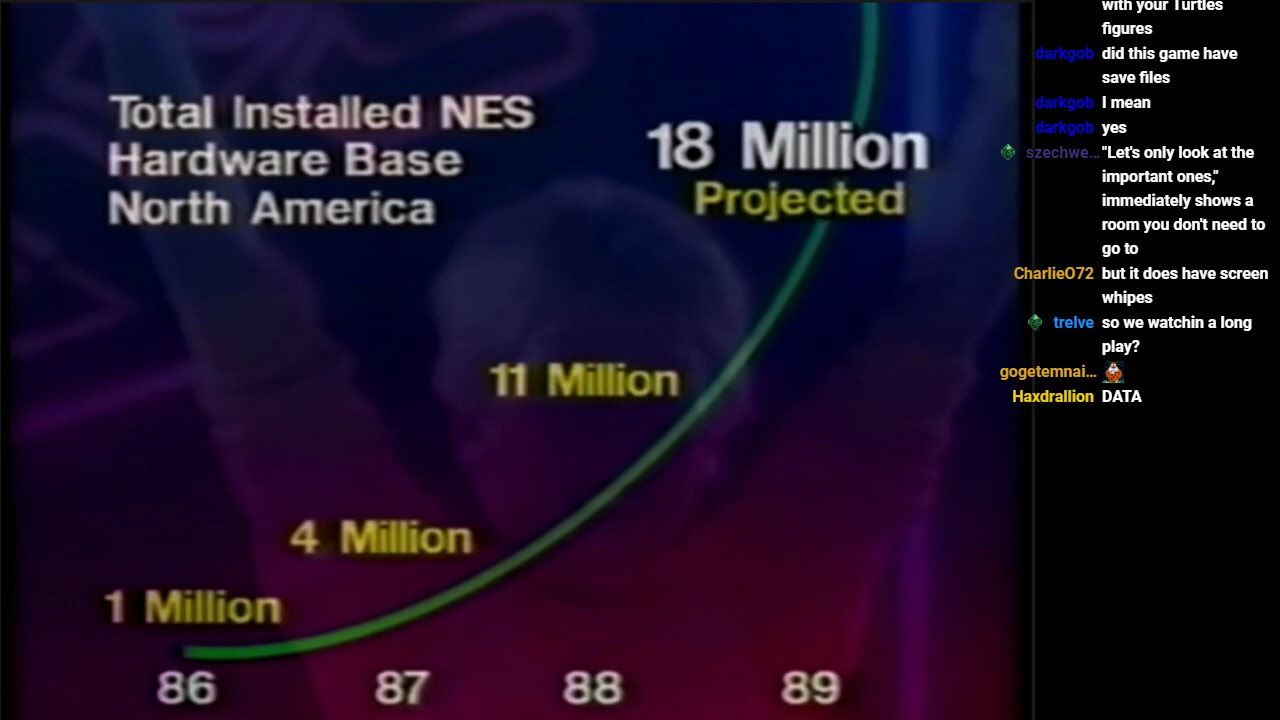 Total Installed NES
Hardware Base
North America
18 Million
Projected
11 Million
4 Million
1 Million
86 87 88 89
with your Turtles
figures
darkgob did this game have
save files
darkgob I mean
darkgob yes
szechwe... "Let's only look at the
important ones,"
immediately shows a
room you don't need to
go to
CharlieO72 but it does have screen
whipes
trelve so we watchin a long
play?
gogetemnai...
Haxdrallion DATA